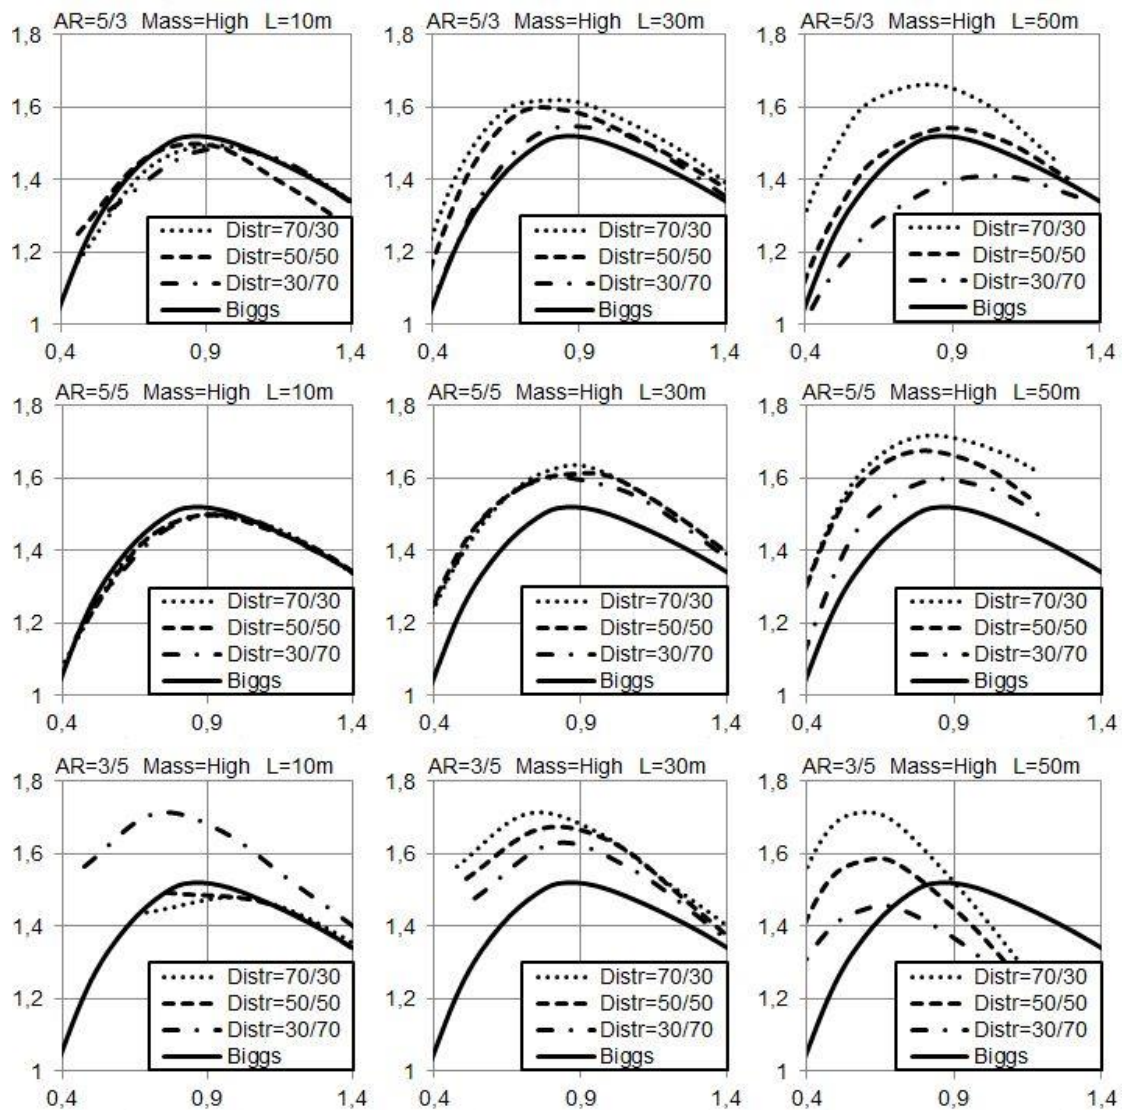 AR=5/3 Mass=High L=10m
1,8
1,6
1,4
1,2
1
0,4 0,9 1,4
Distr=70/30
Distr=50/50
Distr=30/70
Biggs
AR=5/3 Mass=High L=30m
1,8
1,6
1,4
1,2
1
0,4 0,9 1,4
Distr=70/30
Distr=50/50
Distr=30/70
Biggs
AR=5/3 Mass=High L=50m
1,8
1,6
1,4
1,2
1
0,4 0,9 1,4
Distr=70/30
Distr=50/50
Distr=30/70
Biggs
AR=5/5 Mass=High L=10m
1,8
1,6
1,4
1,2
1
0,4 0,9 1,4
Distr=70/30
Distr=50/50
Distr=30/70
Biggs
AR=5/5 Mass=High L=30m
1,8
1,6
1,4
1,2
1
0,4 0,9 1,4
Distr=70/30
Distr=50/50
Distr=30/70
Biggs
AR=5/5 Mass=High L=50m
1,8
1,6
1,4
1,2
1
0,4 0,9 1,4
Distr=70/30
Distr=50/50
Distr=30/70
Biggs
AR=3/5 Mass=High L=10m
1,8
1,6
1,4
1,2
1
0,4 0,9 1,4
Distr=70/30
Distr=50/50
Distr=30/70
Biggs
AR=3/5 Mass=High L=30m
1,8
1,6
1,4
1,2
1
0,4 0,9 1,4
Distr=70/30
Distr=50/50
Distr=30/70
Biggs
AR=3/5 Mass=High L=50m
1,8
1,6
1,4
1,2
1
0,4 0,9 1,4
Distr=70/30
Distr=50/50
Distr=30/70
Biggs